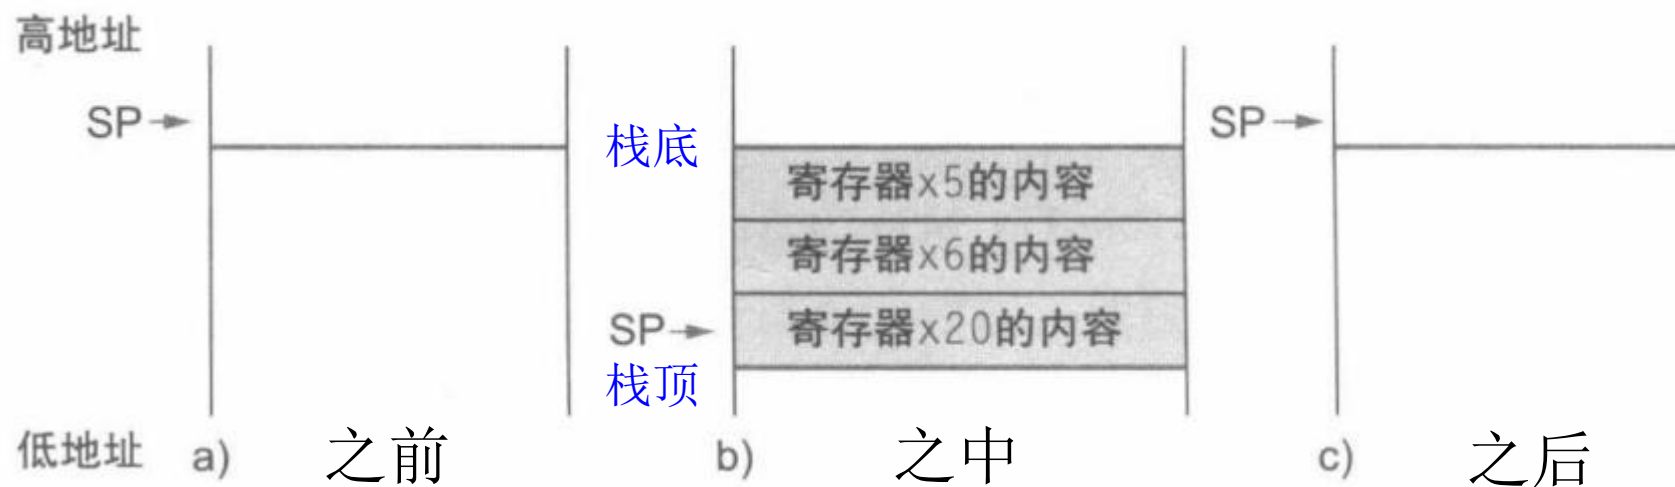 高地址
SP
栈底
寄存器x5的内容
寄存器x6的内容
SP
寄存器x20的内容
栈顶
SP
低地址
a) 之前
b) 之中
c) 之后